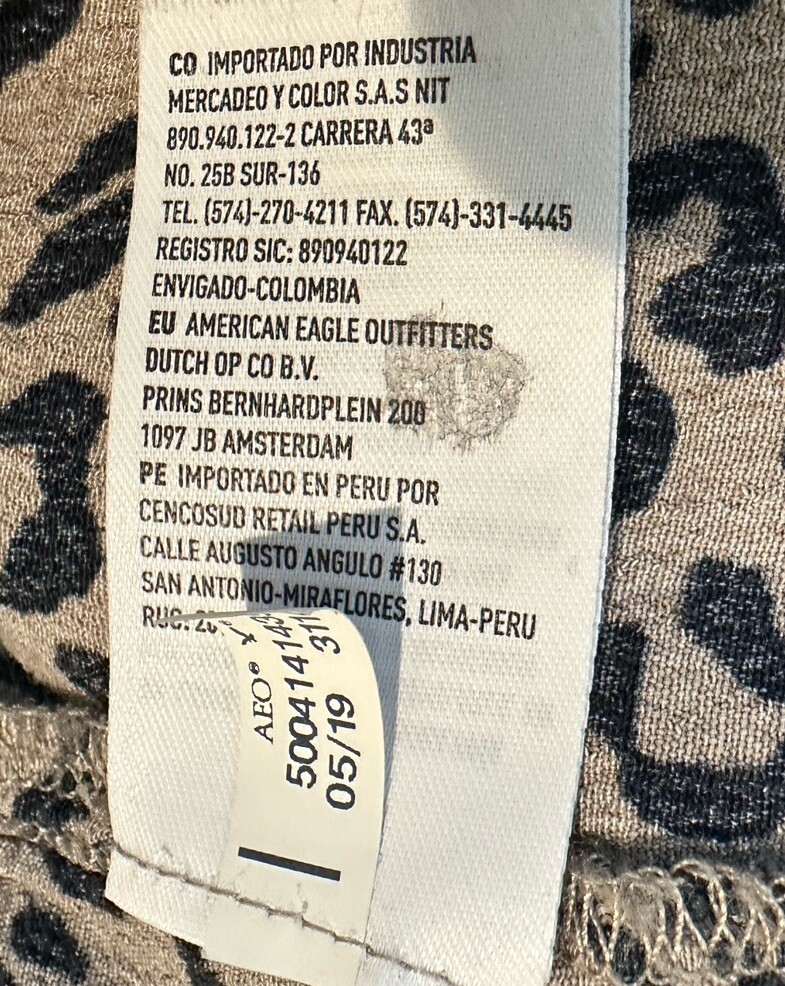 CO IMPORTADO POR INDUSTRIA
MERCADEO Y COLOR S.A.S NIT
890.940.122-2 CARRERA 43ª
NO. 25B SUR-136
TEL. (574)-270-4211 FAX. (574)-331-4445
REGISTRO SIC: 890940122
ENVIGADO-COLOMBIA
EU AMERICAN EAGLE OUTFITTERS
DUTCH OP CO B.V.
PRINS BERNHARDPLEIN 200
1097 JB AMSTERDAM
PE IMPORTADO EN PERU POR
CENCOSUD RETAIL PERU S.A.
CALLE AUGUSTO ANGULO #130
SAN ANTONIO-MIRAFLORES, LIMA-PERU
RUC:
AEO®
05/19